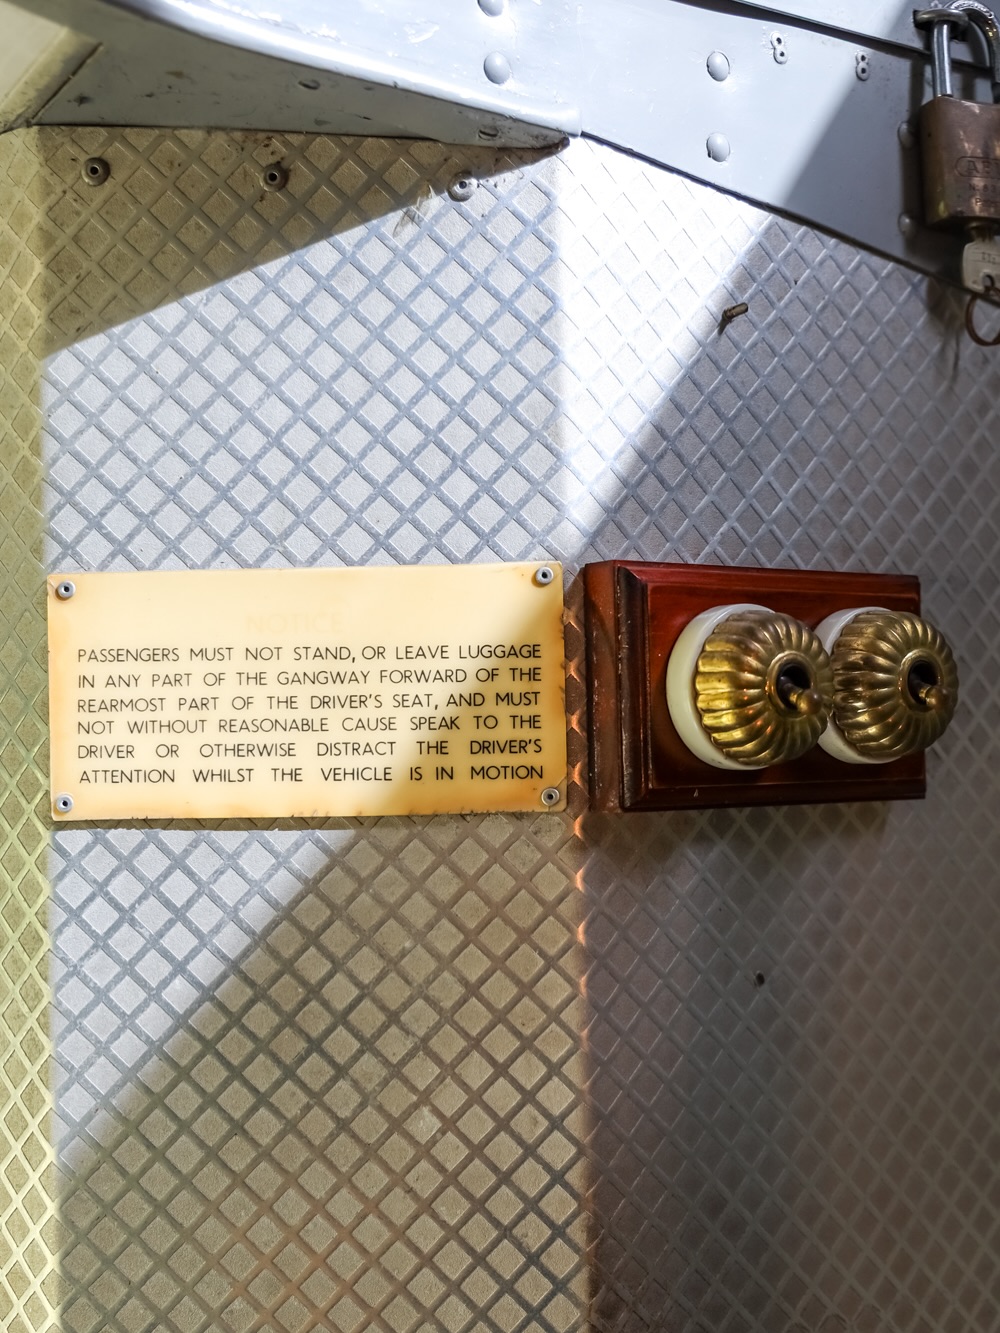 NOTICE
PASSENGERS MUST NOT STAND, OR LEAVE LUGGAGE
IN ANY PART OF THE GANGWAY FORWARD OF THE
REARMOST PART OF THE DRIVER'S SEAT, AND MUST
NOT WITHOUT REASONABLE CAUSE SPEAK TO THE
DRIVER OR OTHERWISE DISTRACT THE DRIVER'S
ATTENTION WHILST THE VEHICLE IS IN MOTION